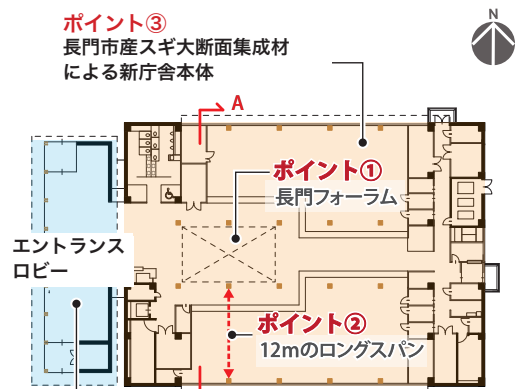 ポイント③
長門市産スギ大断面集成材
による新庁舎本体
N
A
ポイント①
長門フォーラム
エントランス
ロビー
ポイント②
12mのロングスパン